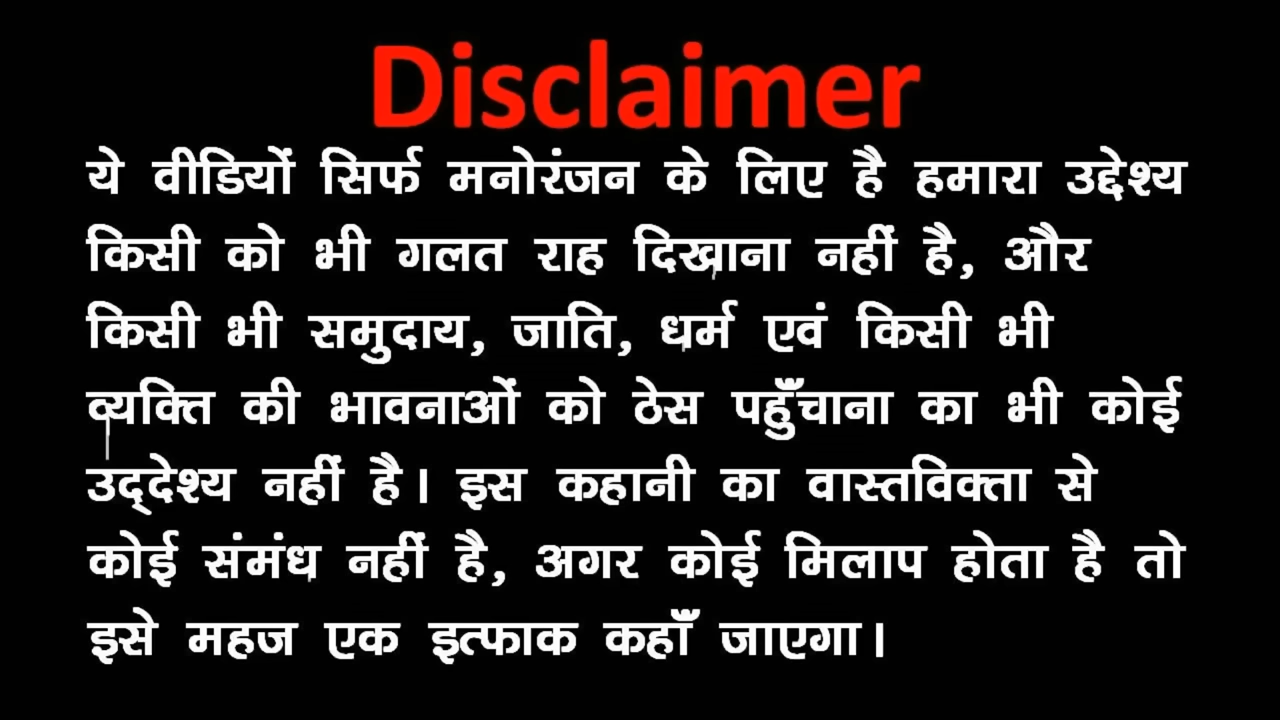 Disclaimer
ये वीडियों सिर्फ मनोरंजन के लिए है हमारा उद्देश्य
किसी को भी गलत राह दिखाना नहीं है, और
किसी भी समुदाय, जाति, धर्म एवं किसी भी
व्यक्ति की भावनाओं को ठेस पहुँचाना का भी कोई
उद्‌देश्य नहीं है। इस कहानी का वास्तविक्ता से
कोई संमंध नहीं है, अगर कोई मिलाप होता है तो
इसे महज एक इत्फाक कहाँ जाएगा।